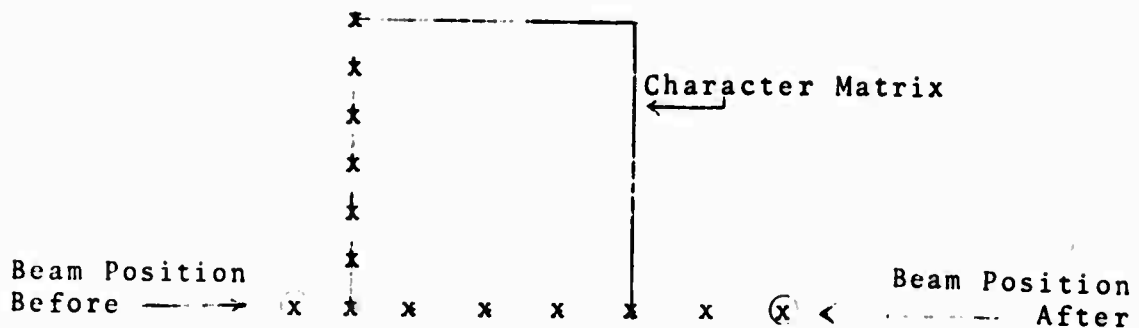 x
x
Character Matrix
x
x
x
x
Beam Position
Before
x x x x x x x x
Beam Position
After